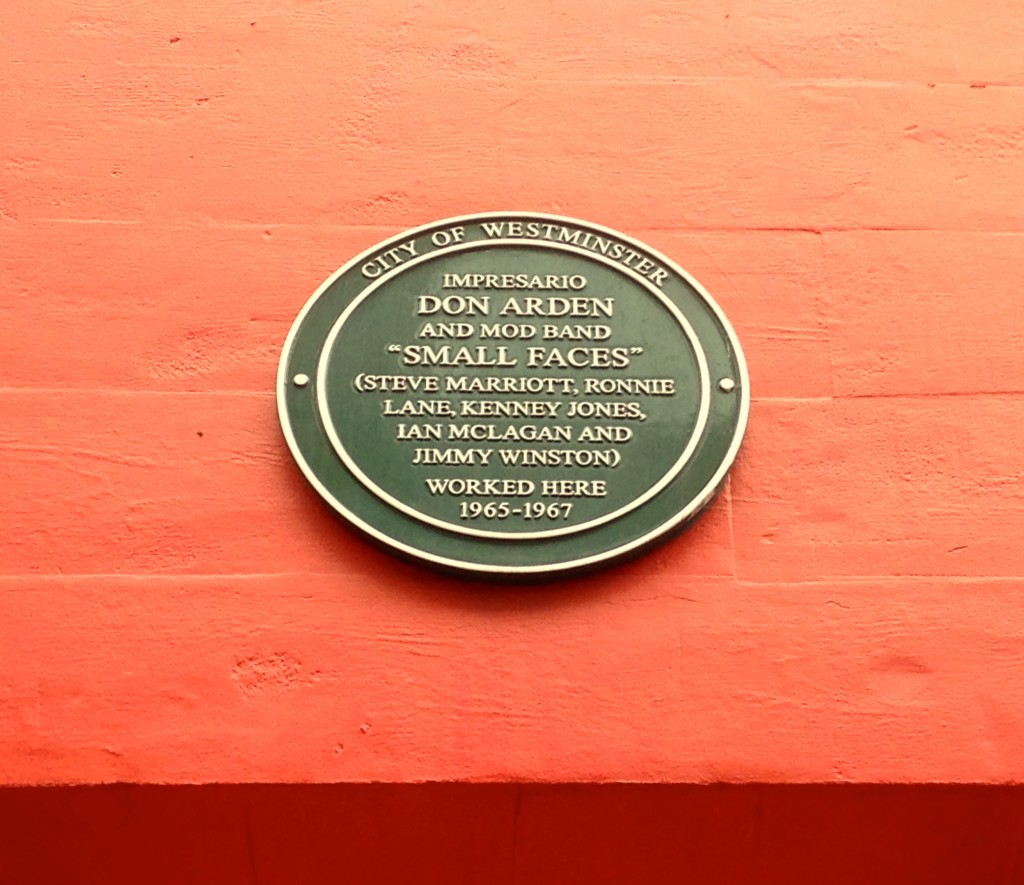 CITY OF WESTMINSTER
IMPRESARIO
DON ARDEN
AND MOD BAND
“SMALL FACES”
(STEVE MARRIOTT, RONNIE
LANE, KENNEY JONES,
IAN MCLAGAN AND
JIMMY WINSTON)
WORKED HERE
1965-1967